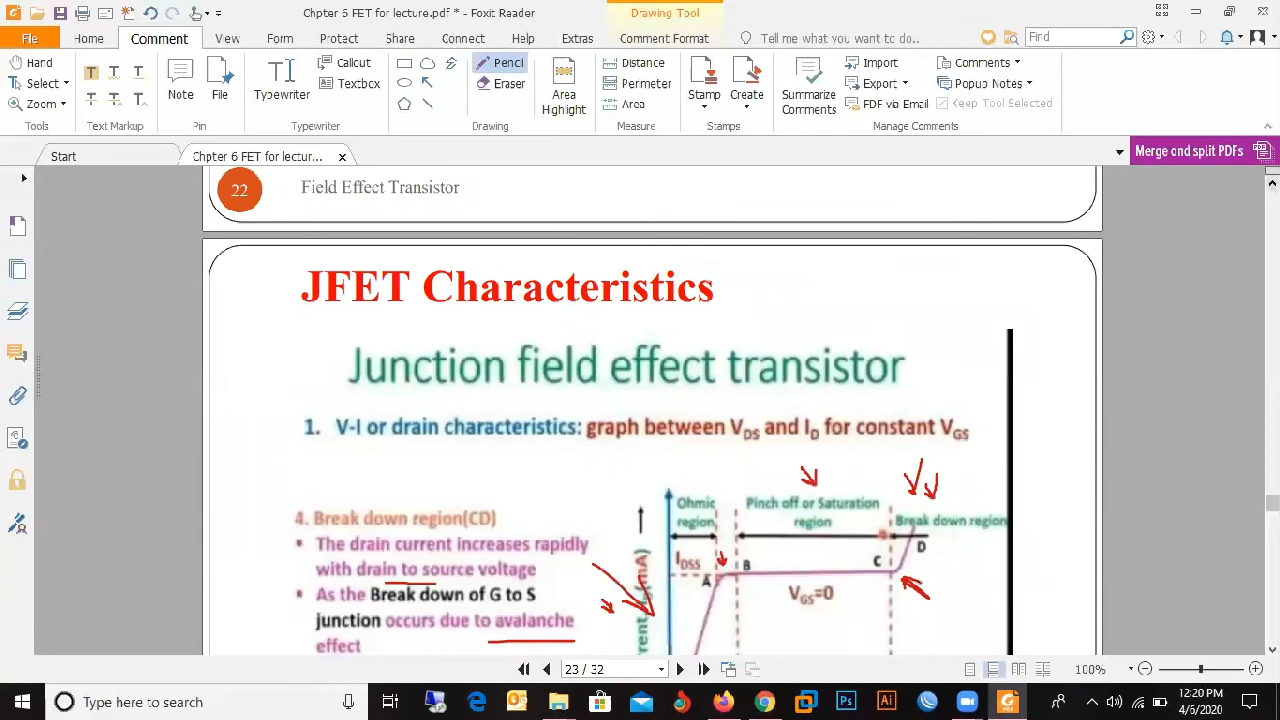 Chpter 6 FET for lecture.pdf * - Foxit Reader
Drawing Tool
File Home Comment View Form Protect Share Connect Help Extras Comment Format Tell me what you want to do.. Find
Hand
Select
Zoom
Tools
T T T
Text Markup
Note
File
Pin
Typewriter
Callout
Textbox
Typewriter
Pencil
Eraser
Drawing
Area
Highlight
Distance
Perimeter
Area
Measure
Stamp
Create
Stamps
Summarize
Comments
Import
Export
FDF via Email
Comments
Popup Notes
Keep Tool Selected
Manage Comments
Start
Chpter 6 FET for lectur...
Merge and split PDFs
22 Field Effect Transistor
JFET Characteristics
Junction field effect transistor
1. V-I or drain characteristics: graph between VDS and ID for constant VGS
4. Break down region(CD)
• The drain current increases rapidly
with drain to source voltage
• As the Break down of G to S
junction occurs due to avalanche
effect
Ohmic
region
Pinch off or Saturation
region
Break down region
IDSS
A
B
C
D
VGS=0
rent (mA)
23 / 32
100%
Type here to search
12:20 PM
4/5/2020